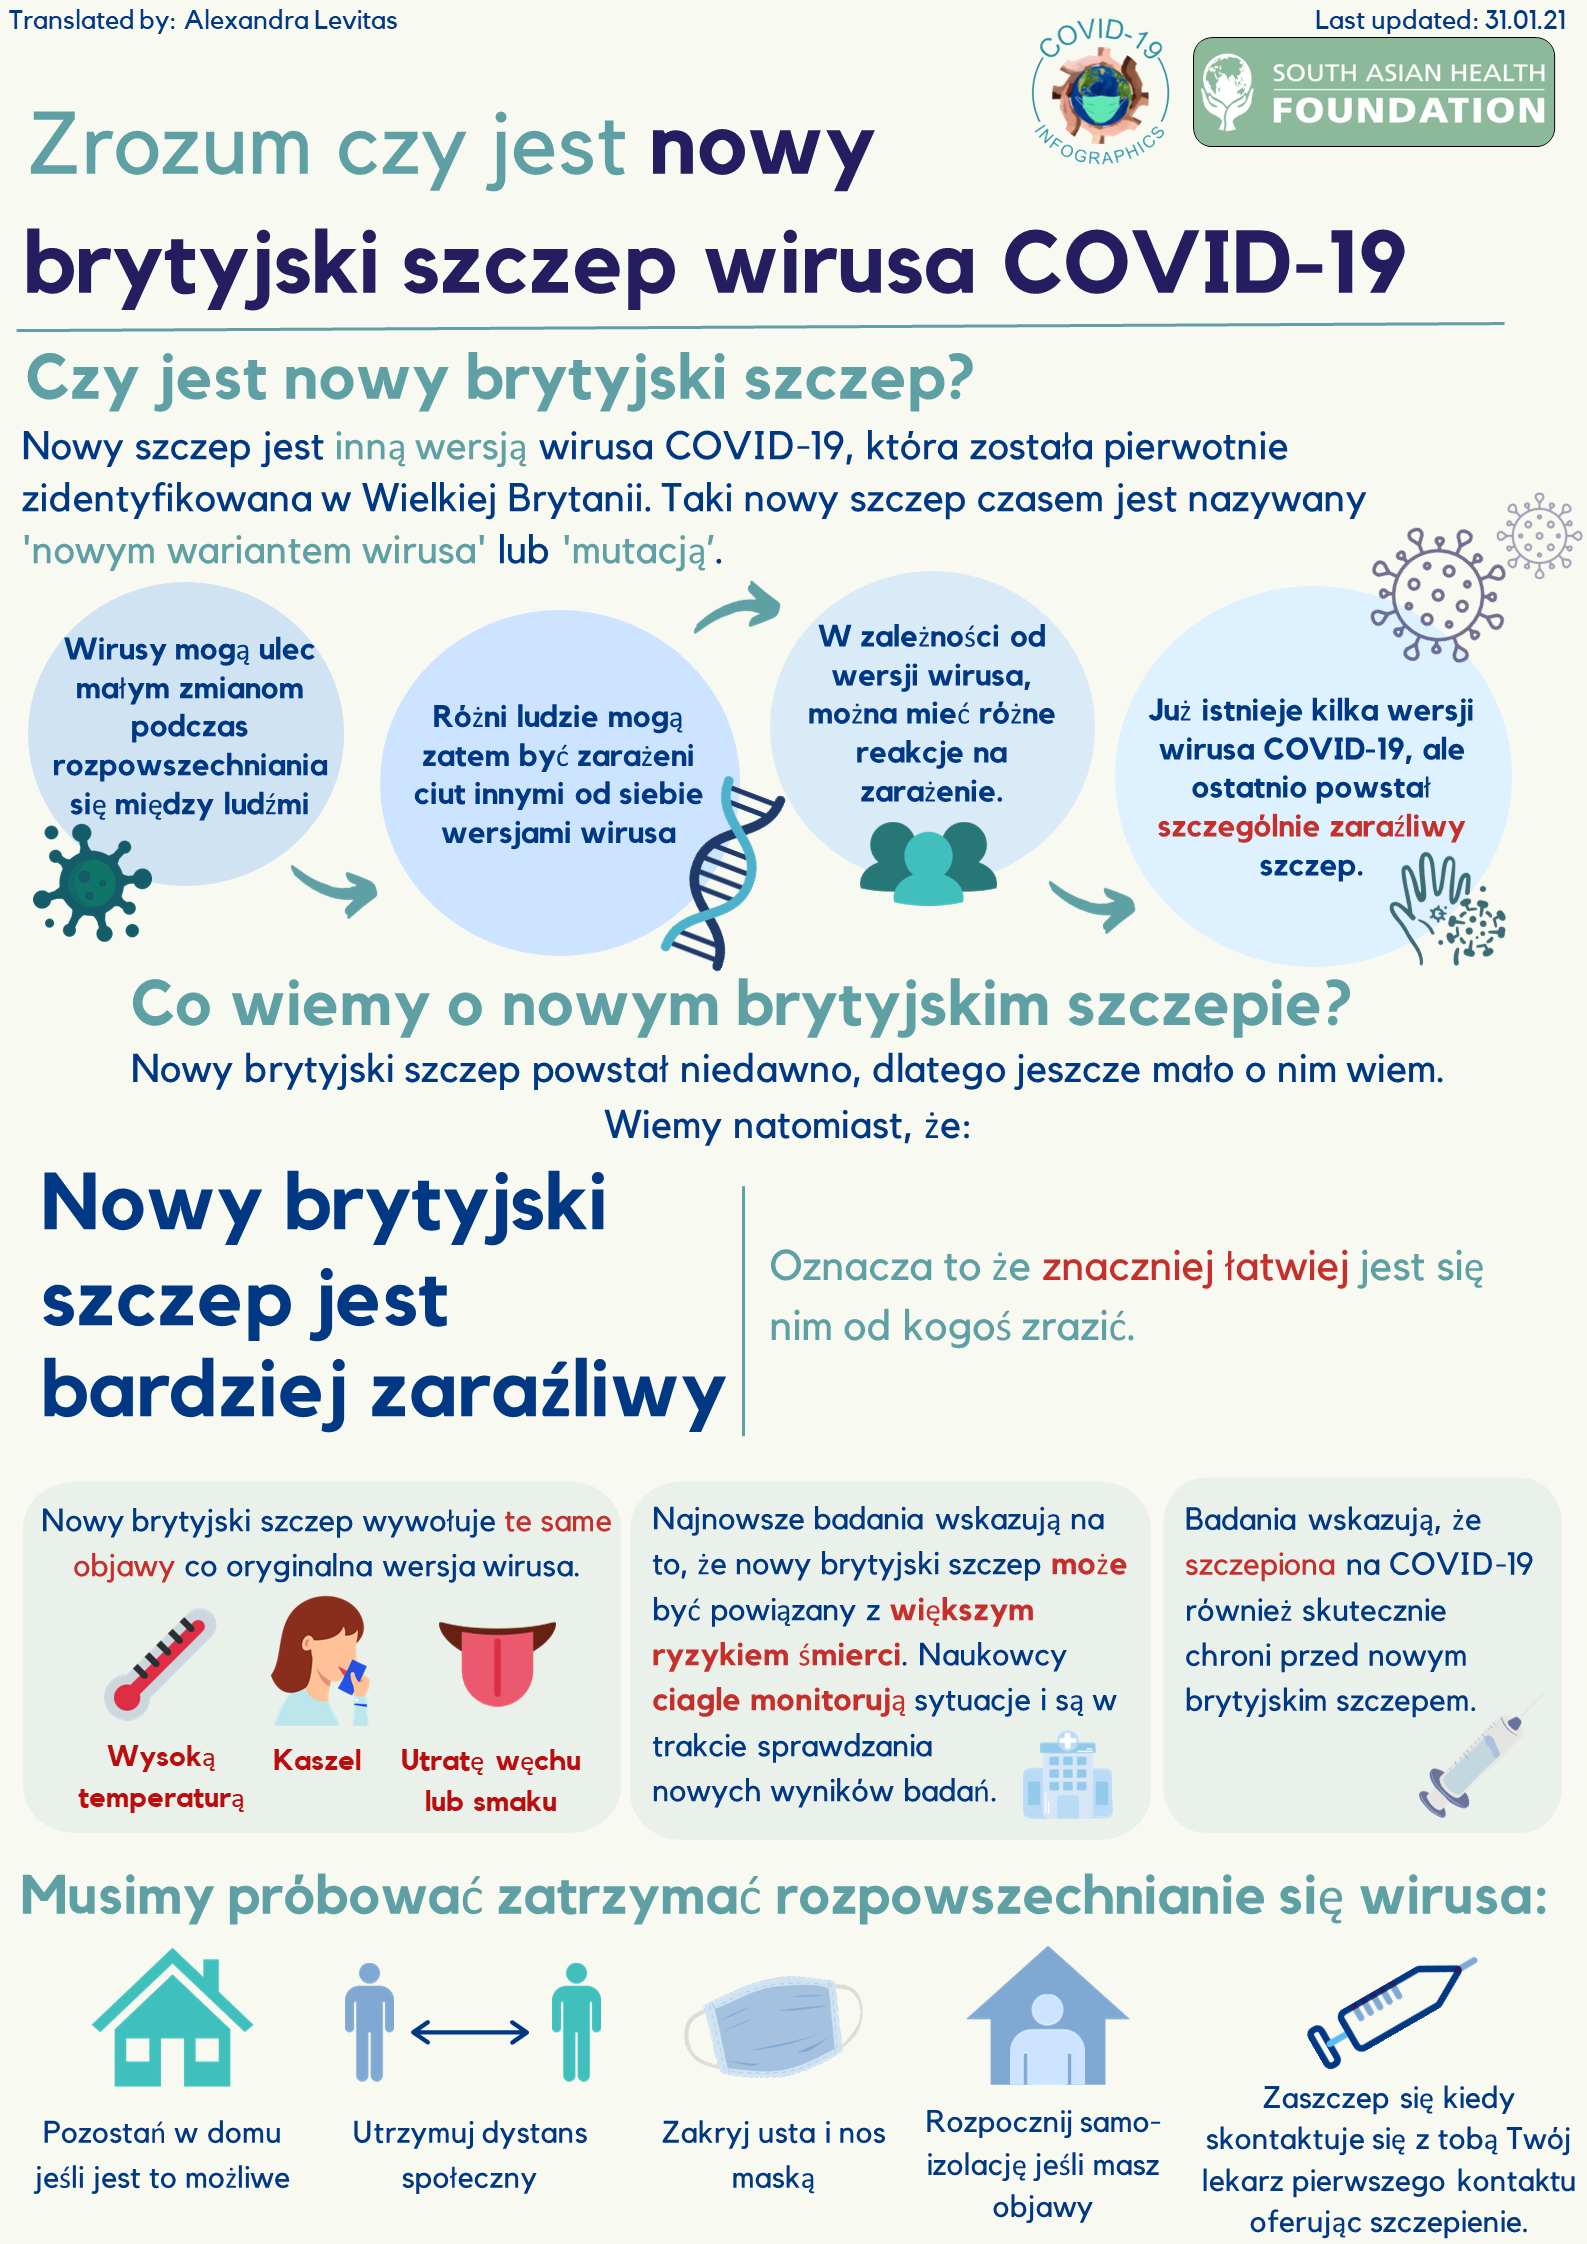 Translated by: Alexandra Levitas
Last updated: 31.01.21
COVID-19
INFOGRAPHICS
SOUTH ASIAN HEALTH
FOUNDATION
Zrozum czy jest nowy
brytyjski szczep wirusa COVID-19
Czy jest nowy brytyjski szczep?
Nowy szczep jest inną wersją wirusa COVID-19, która została pierwotnie
zidentyfikowana w Wielkiej Brytanii. Taki nowy szczep czasem jest nazywany
'nowym wariantem wirusa' lub 'mutacją'.
Wirusy mogą ulec
małym zmianom
podczas
rozpowszechniania
się między ludźmi
Różni ludzie mogą
zatem być zarażeni
ciut innymi od siebie
wersjami wirusa
W zależności od
wersji wirusa,
można mieć różne
reakcje na
zarażenie.
Już istnieje kilka wersji
wirusa COVID-19, ale
ostatnio powstał
szczególnie zaraźliwy
szczep.
Co wiemy o nowym brytyjskim szczepie?
Nowy brytyjski szczep powstał niedawno, dlatego jeszcze mało o nim wiem.
Wiemy natomiast, że:
Nowy brytyjski
szczep jest
bardziej zaraźliwy
Oznacza to że znaczniej łatwiej jest się
nim od kogoś zrazić.
Nowy brytyjski szczep wywołuje te same
objawy co oryginalna wersja wirusa.
Wysoką
temperaturą
Kaszel
Utratę węchu
lub smaku
Najnowsze badania wskazują na
to, że nowy brytyjski szczep może
być powiązany z większym
ryzykiem śmierci. Naukowcy
ciagle monitorują sytuacje i są w
trakcie sprawdzania
nowych wyników badań.
Badania wskazują, że
szczepiona na COVID-19
również skutecznie
chroni przed nowym
brytyjskim szczepem.
Musimy próbować zatrzymać rozpowszechnianie się wirusa:
Pozostań w domu
jeśli jest to możliwe
Utrzymuj dystans
społeczny
Zakryj usta i nos
maską
Rozpocznij samo-
izolację jeśli masz
objawy
Zaszczep się kiedy
skontaktuje się z tobą Twój
lekarz pierwszego kontaktu
oferując szczepienie.